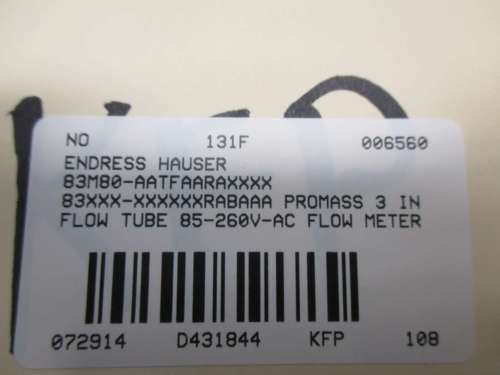 NO 131F 006560
ENDRESS HAUSER
83M80-AATFAARAXXXX
83XXX-XXXXXXRABAAA PROMASS 3 IN
FLOW TUBE 85-260V-AC FLOW METER
072914 D431844 KFP 108